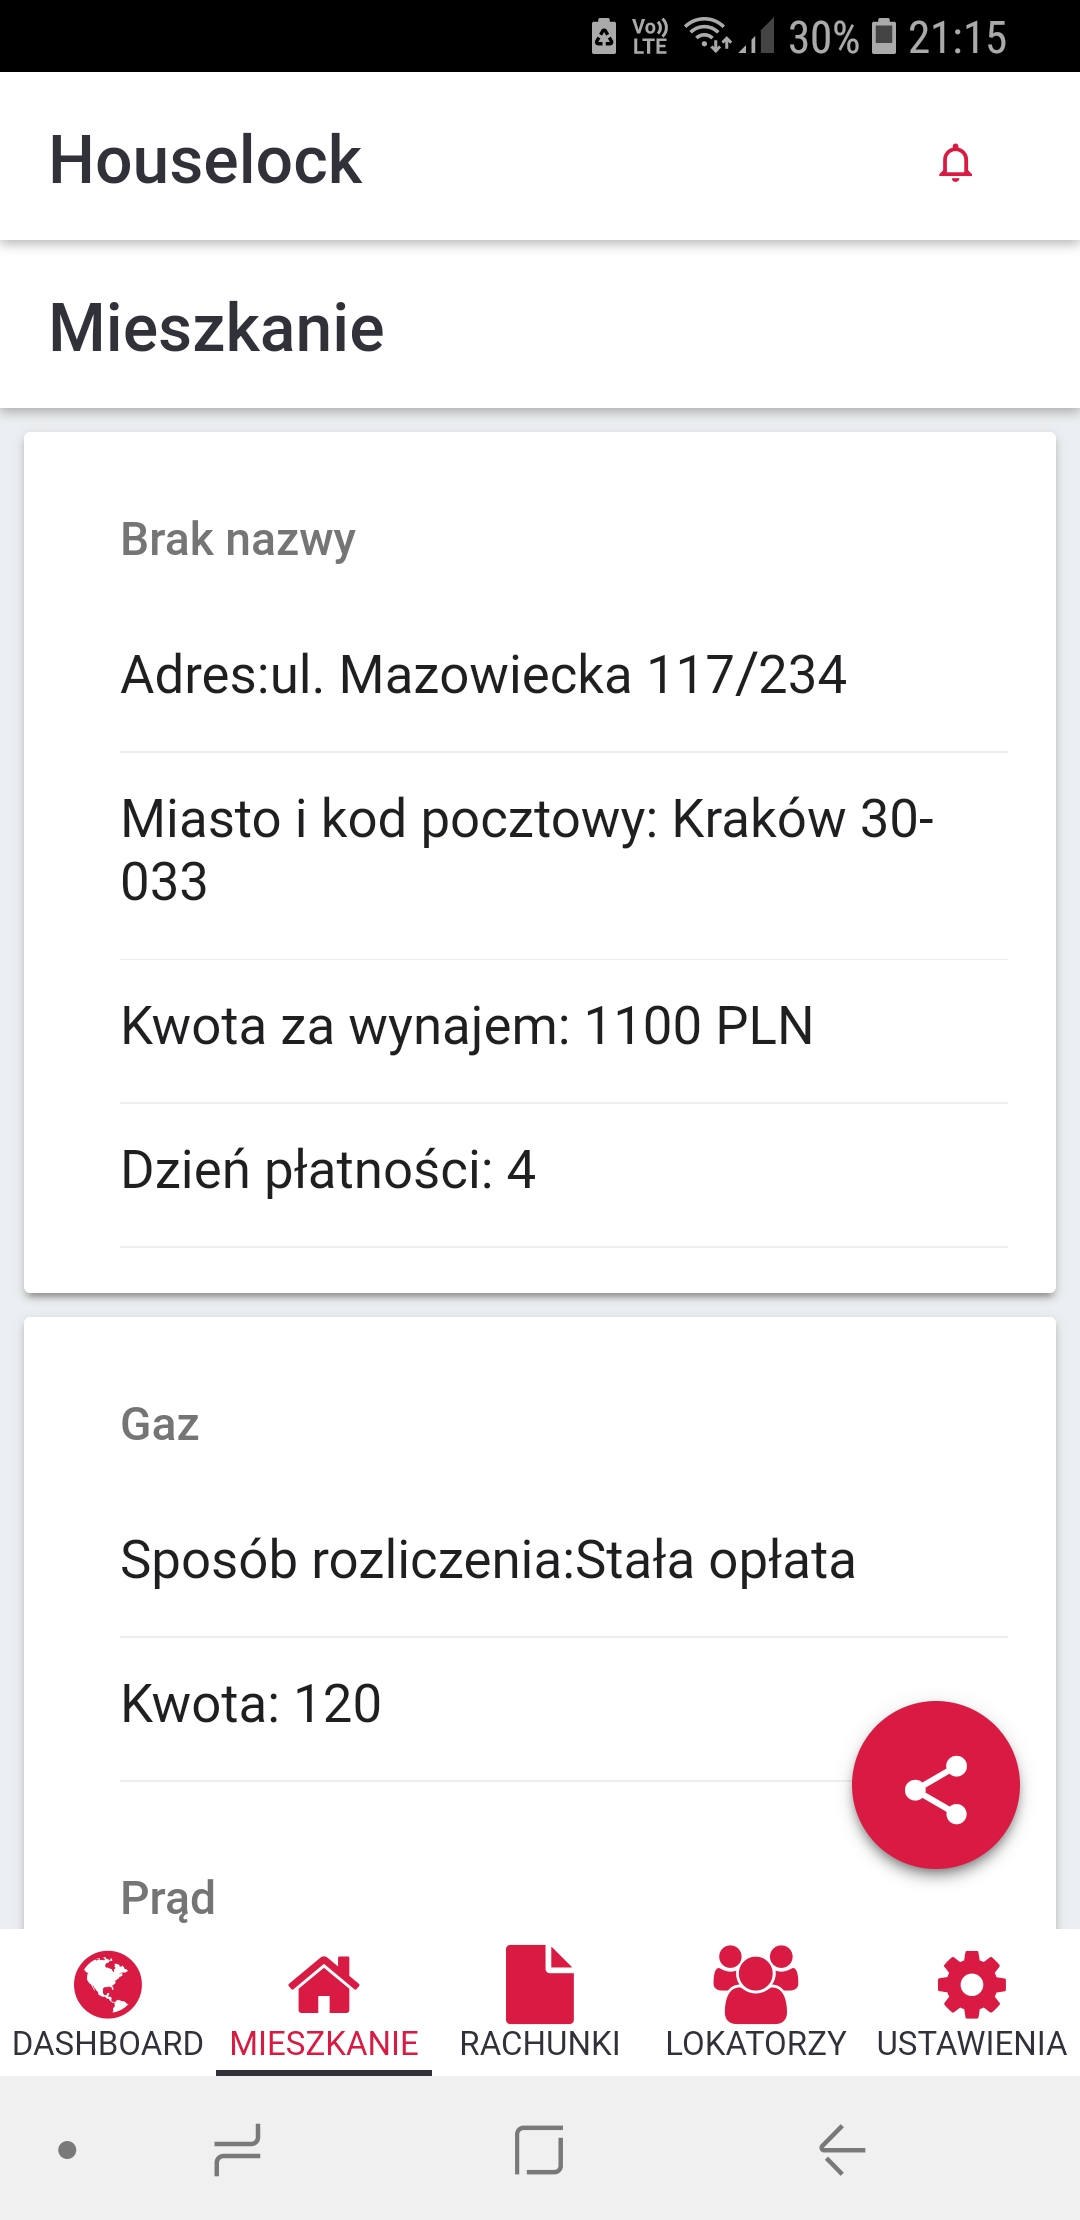 Vo)) LTE 30% 21:15
Houselock
Mieszkanie
Brak nazwy
Adres:ul. Mazowiecka 117/234
Miasto i kod pocztowy: Kraków 30-
033
Kwota za wynajem: 1100 PLN
Dzień płatności: 4
Gaz
Sposób rozliczenia:Stała opłata
Kwota: 120
Prąd
DASHBOARD MIESZKANIE RACHUNKI LOKATORZY USTAWIENIA